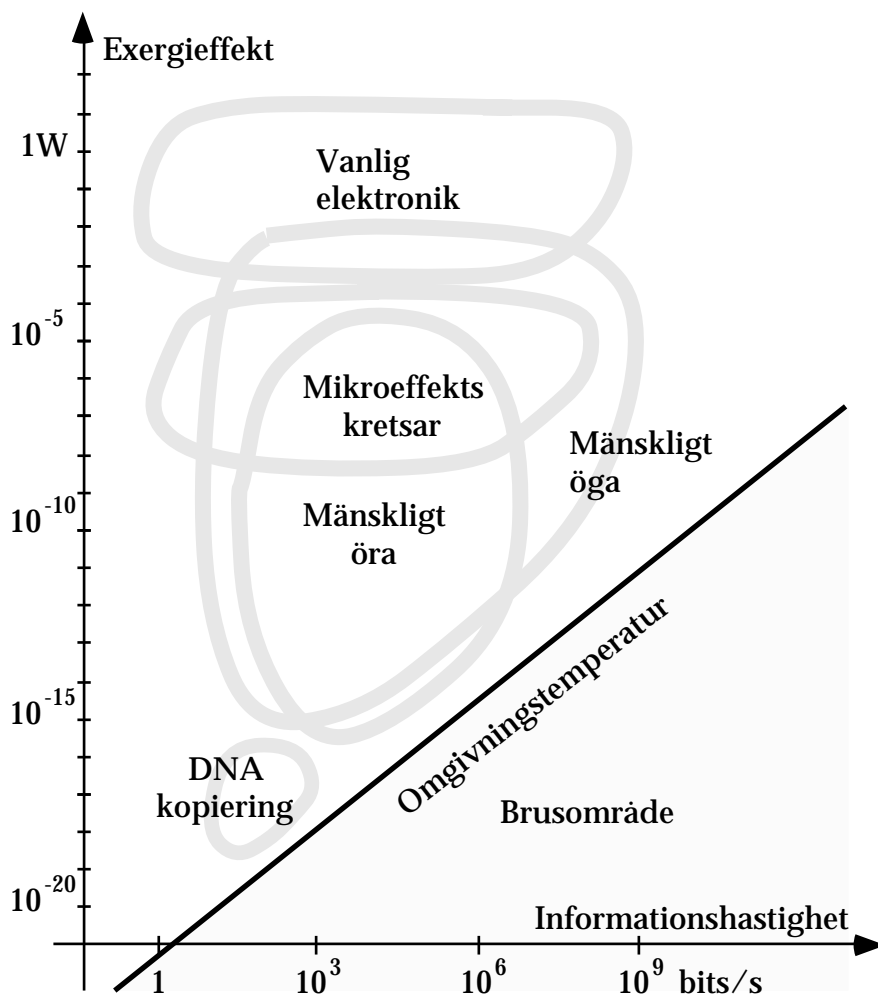 Exergieffekt
1W
Vanlig
elektronik
10⁻⁵
Mikroeffekts
kretsar
Mänskligt
öga
10⁻¹⁰
Mänskligt
öra
Omgivningstemperatur
10⁻¹⁵
DNA
kopiering
Brusområde
10⁻²⁰
Informationshastighet
1 10³ 10⁶ 10⁹ bits/s